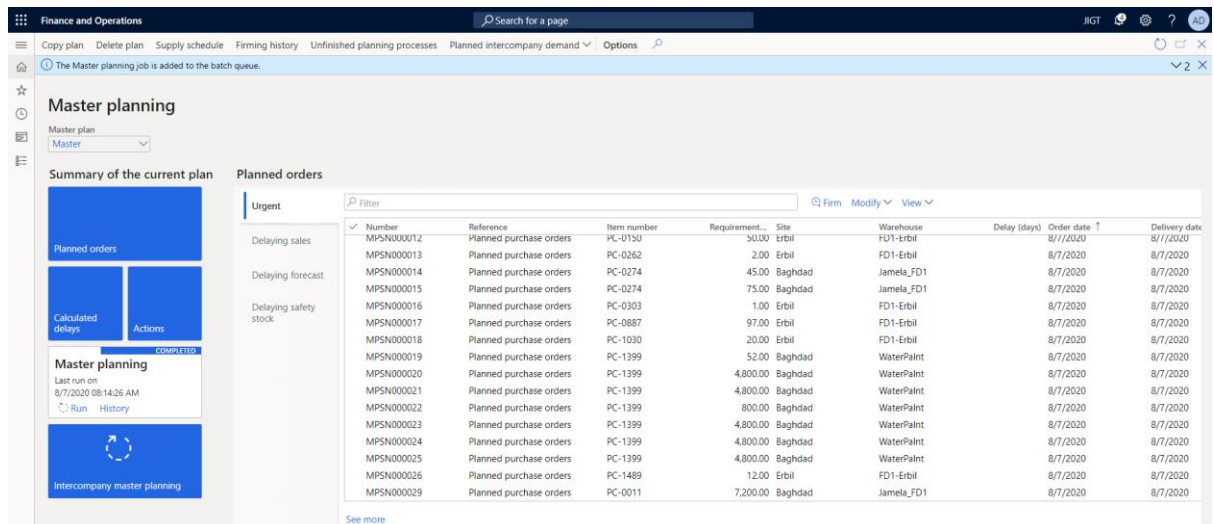 Finance and Operations Search for a page JIGT 4 ? AD
Copy plan Delete plan Supply schedule Firming history Unfinished planning processes Planned intercompany demand Options
The Master planning job is added to the batch queue. 2
Master planning
Master plan
Master
Summary of the current plan Planned orders
Planned orders
Calculated delays
Actions
COMPLETED
Master planning
Last run on
8/7/2020 08:14:26 AM
Run History
Intercompany master planning
Urgent
Delaying sales
Delaying forecast
Delaying safety stock
Filter Firm Modify View
Number Reference Item number Requirement... Site Warehouse Delay (days) Order date Delivery date
MPSN000012 Planned purchase orders PC-0150 50.00 Erbil FD1-Erbil 8/7/2020 8/7/2020
MPSN000013 Planned purchase orders PC-0262 2.00 Erbil FD1-Erbil 8/7/2020 8/7/2020
MPSN000014 Planned purchase orders PC-0274 45.00 Baghdad Jamela_FD1 8/7/2020 8/7/2020
MPSN000015 Planned purchase orders PC-0274 75.00 Baghdad Jamela_FD1 8/7/2020 8/7/2020
MPSN000016 Planned purchase orders PC-0303 1.00 Erbil FD1-Erbil 8/7/2020 8/7/2020
MPSN000017 Planned purchase orders PC-0887 97.00 Erbil FD1-Erbil 8/7/2020 8/7/2020
MPSN000018 Planned purchase orders PC-1030 20.00 Erbil FD1-Erbil 8/7/2020 8/7/2020
MPSN000019 Planned purchase orders PC-1399 52.00 Baghdad WaterPaInt 8/7/2020 8/7/2020
MPSN000020 Planned purchase orders PC-1399 4,800.00 Baghdad WaterPaInt 8/7/2020 8/7/2020
MPSN000021 Planned purchase orders PC-1399 4,800.00 Baghdad WaterPaInt 8/7/2020 8/7/2020
MPSN000022 Planned purchase orders PC-1399 800.00 Baghdad WaterPaInt 8/7/2020 8/7/2020
MPSN000023 Planned purchase orders PC-1399 4,800.00 Baghdad WaterPaInt 8/7/2020 8/7/2020
MPSN000024 Planned purchase orders PC-1399 4,800.00 Baghdad WaterPaInt 8/7/2020 8/7/2020
MPSN000025 Planned purchase orders PC-1399 4,800.00 Baghdad WaterPaInt 8/7/2020 8/7/2020
MPSN000026 Planned purchase orders PC-1489 12.00 Erbil FD1-Erbil 8/7/2020 8/7/2020
MPSN000029 Planned purchase orders PC-0011 7,200.00 Baghdad Jamela_FD1 8/7/2020 8/7/2020
See more